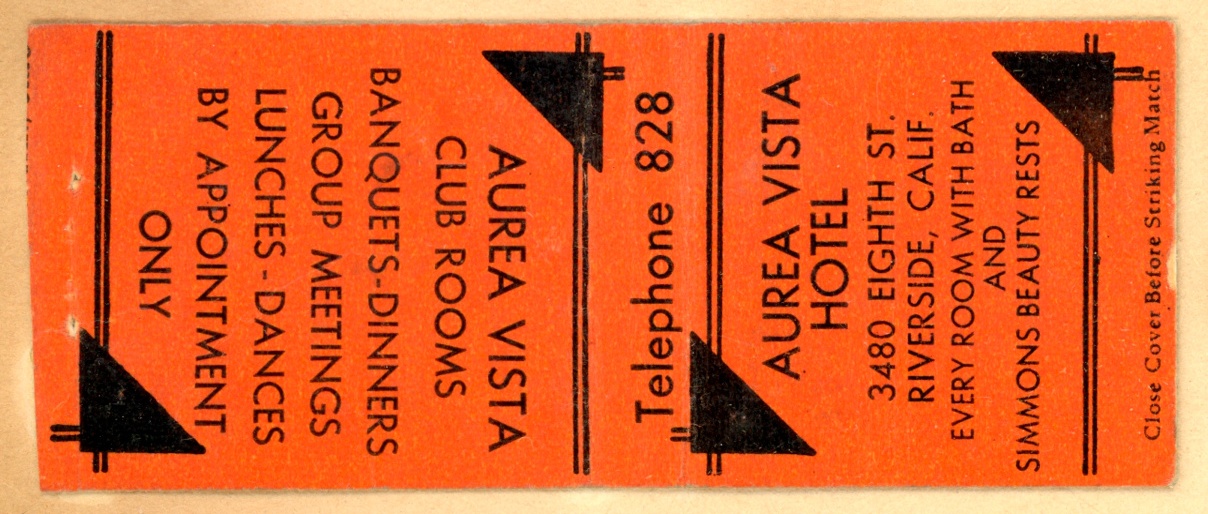 AUREA VISTA
HOTEL
3480 EIGHTH ST.
RIVERSIDE, CALIF.
EVERY ROOM WITH BATH
AND
SIMMONS BEAUTY RESTS
Close Cover Before Striking Match
Telephone 828
AUREA VISTA
CLUB ROOMS
BANQUETS-DINNERS
GROUP MEETINGS
LUNCHES-DANCES
BY APPOINTMENT
ONLY